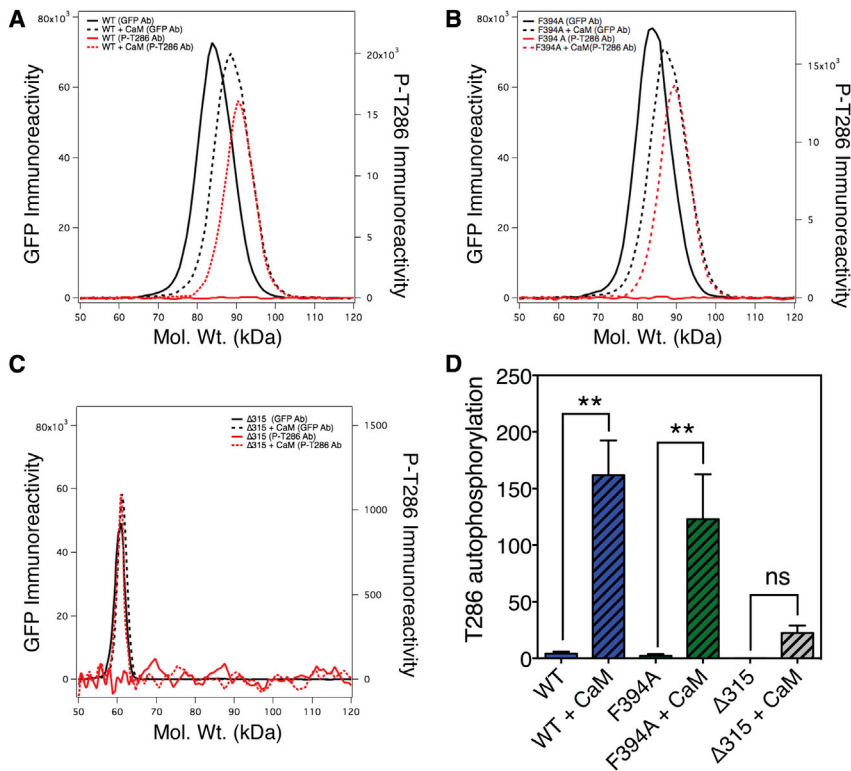 A
80x10³
60
40
20
0
GFP Immunoreactivity
WT (GFP Ab)
WT + CaM (GFP Ab)
WT (P-T286 Ab)
WT + CaM (P-T286 Ab)
20x10³
15
10
5
0
P-T286 Immunoreactivity
50 60 70 80 90 100 110 120
Mol. Wt. (kDa)
B
80x10³
60
40
20
0
GFP Immunoreactivity
F394A (GFP Ab)
F394A + CaM (GFP Ab)
F394 A (P-T286 Ab)
F394A + CaM(P-T286 Ab)
15x10³
10
5
0
P-T286 Immunoreactivity
50 60 70 80 90 100 110 120
Mol. Wt. (kDa)
C
80x10³
60
40
20
0
GFP Immunoreactivity
Δ315 (GFP Ab)
Δ315 + CaM (GFP Ab)
Δ315 (P-T286 Ab)
Δ315 + CaM (P-T286 Ab
1500
1000
500
0
P-T286 Immunoreactivity
50 60 70 80 90 100 110 120
Mol. Wt. (kDa)
D
250
200
150
100
50
0
T286 autophosphorylation
**
**
ns
WT
WT + CaM
F394A
F394A + CaM
Δ315
Δ315 + CaM